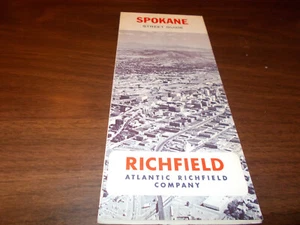 SPOKANE
STREET GUIDE
RICHFIELD
ATLANTIC RICHFIELD
COMPANY